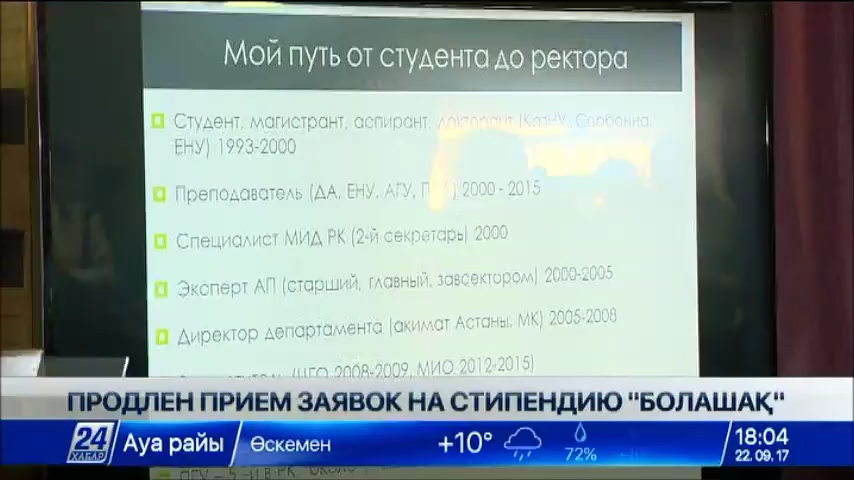 Мой путь от студента до ректора
Студент, магистрант, аспирант, докторант (КазНУ, Сорбонна,
ЕНУ) 1993-2000
Преподаватель (ДА, ЕНУ, АГУ, ) 2000 - 2015
Специалист МИД РК (2-й секретарь) 2000
Эксперт АП (старший, главный, завсектором) 2000-2005
Директор департамента (акимат Астаны, МК) 2005-2008
2008-2009, МИО 2012-2015)
ПРОДЛЕН ПРИЕМ ЗАЯВОК НА СТИПЕНДИЮ "БОЛАШАҚ"
24
ХАБАР
Ауа райы
Өскемен
+10°
72%
18:04
22.09.17